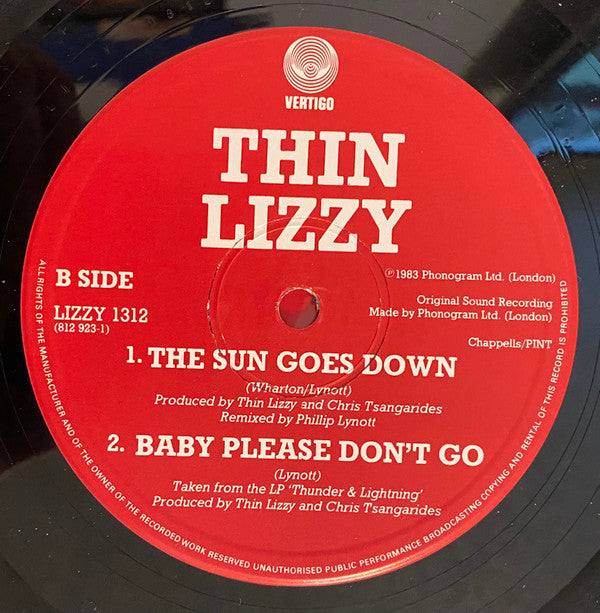 VERTIGO
THIN
LIZZY
B SIDE
LIZZY 1312
(812 923-1)
℗1983 Phonogram Ltd. (London)
Original Sound Recording
Made by Phonogram Ltd. (London)
Chappells/PINT
1. THE SUN GOES DOWN
(Wharton/Lynott)
Produced by Thin Lizzy and Chris Tsangarides
Remixed by Phillip Lynott
2. BABY PLEASE DON'T GO
(Lynott)
Taken from the LP 'Thunder & Lightning'
Produced by Thin Lizzy and Chris Tsangarides
ALL RIGHTS OF THE MANUFACTURER AND OF THE OWNER OF THE RECORDED WORK RESERVED UNAUTHORISED PUBLIC PERFORMANCE BROADCASTING COPYING AND RENTAL OF THIS RECORD IS PROHIBITED